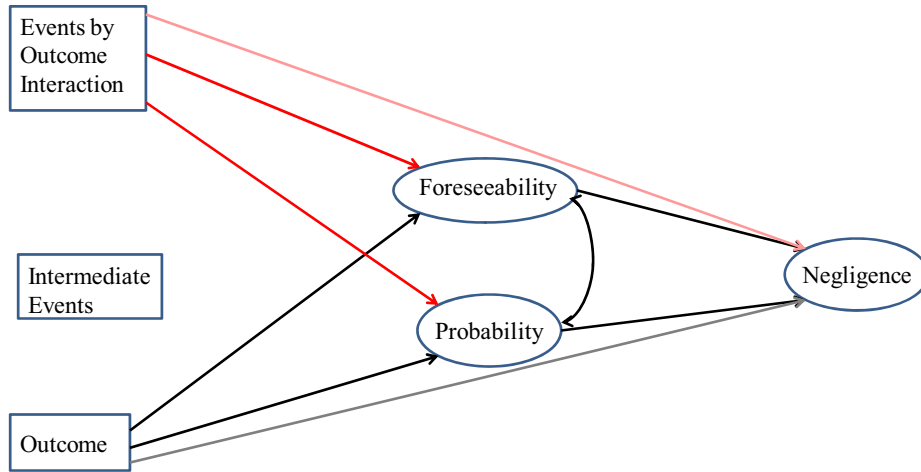 Events by
Outcome
Interaction
Foreseeability
Intermediate
Events
Negligence
Probability
Outcome